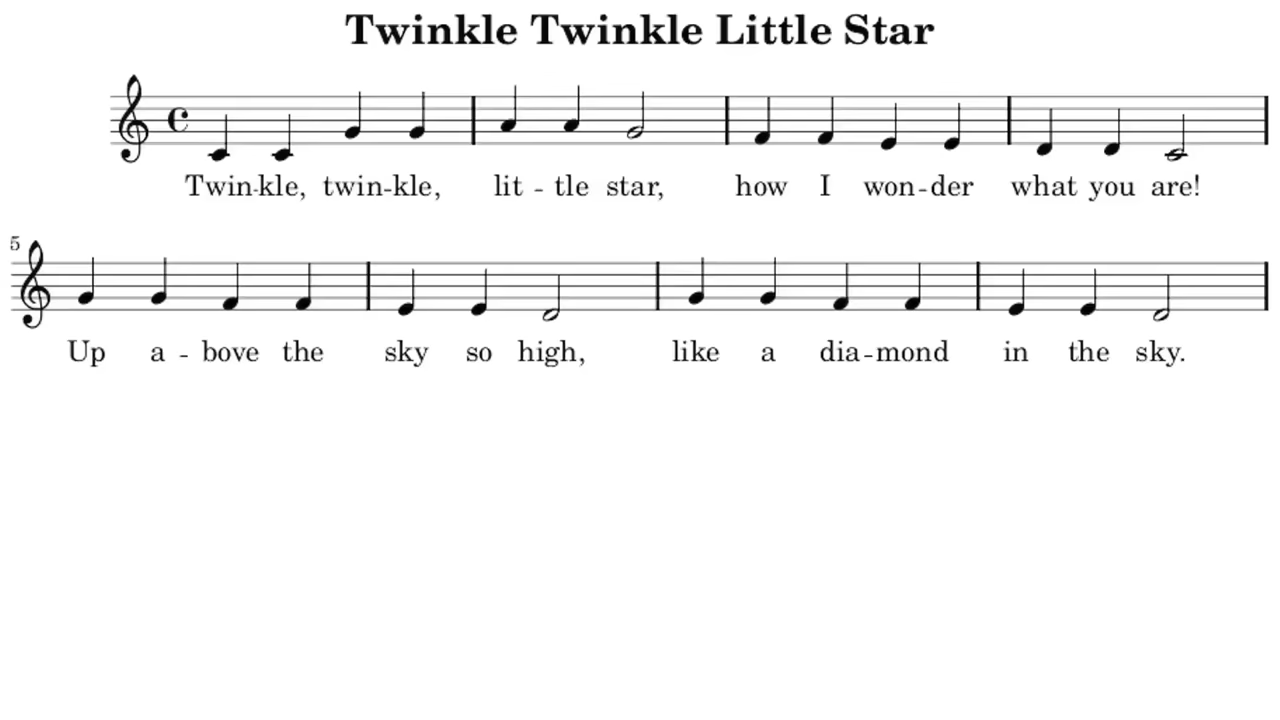 Twinkle Twinkle Little Star
Twin-kle, twin-kle, lit - tle star, how I won-der what you are!
5
Up a - bove the sky so high, like a dia-mond in the sky.